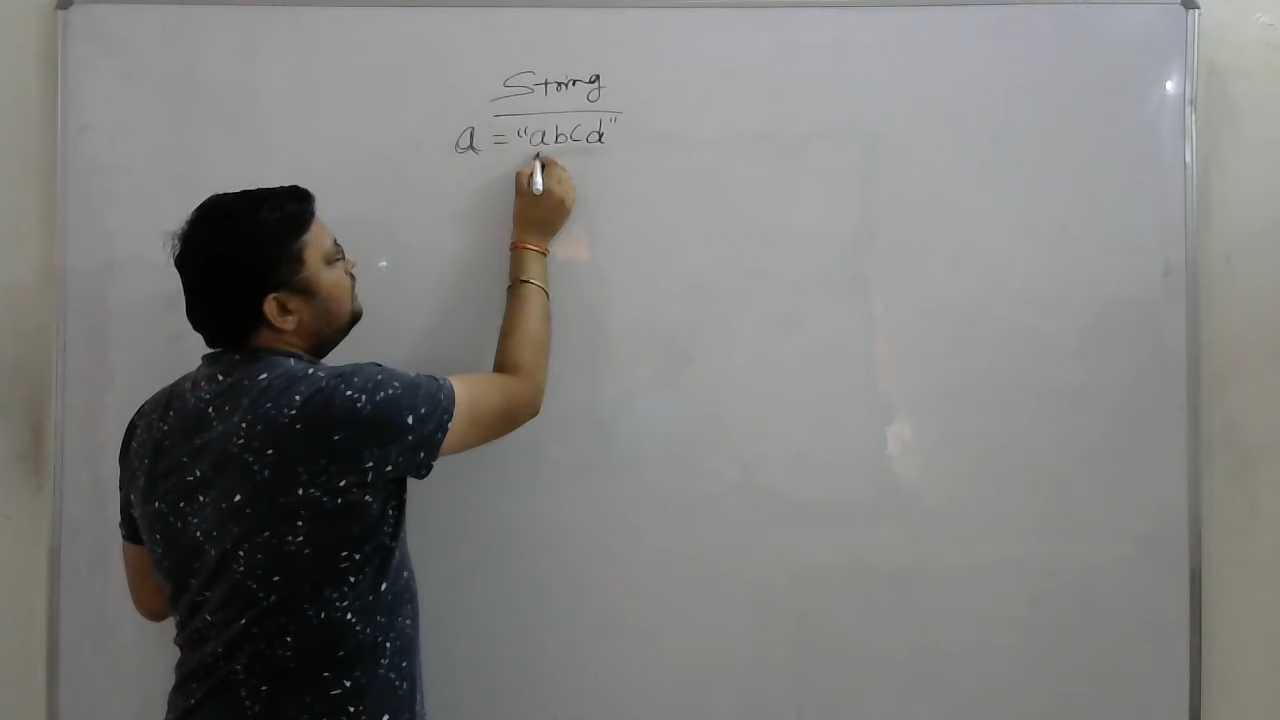 String
a = "abcd"